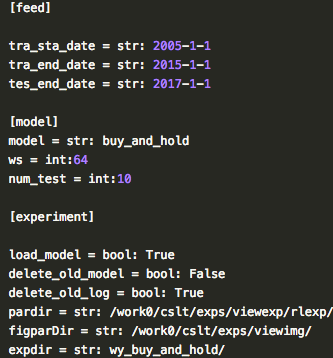 [feed]
tra_sta_date = str: 2005-1-1
tra_end_date = str: 2015-1-1
tes_end_date = str: 2017-1-1
[model]
model = str: buy_and_hold
ws = int:64
num_test = int:10
[experiment]
load_model = bool: True
delete_old_model = bool: False
delete_old_log = bool: True
pardir = str: /work0/cslt/exps/viewexp/rlexp/
figparDir = str: /work0/cslt/exps/viewimg/
expdir = str: wy_buy_and_hold/